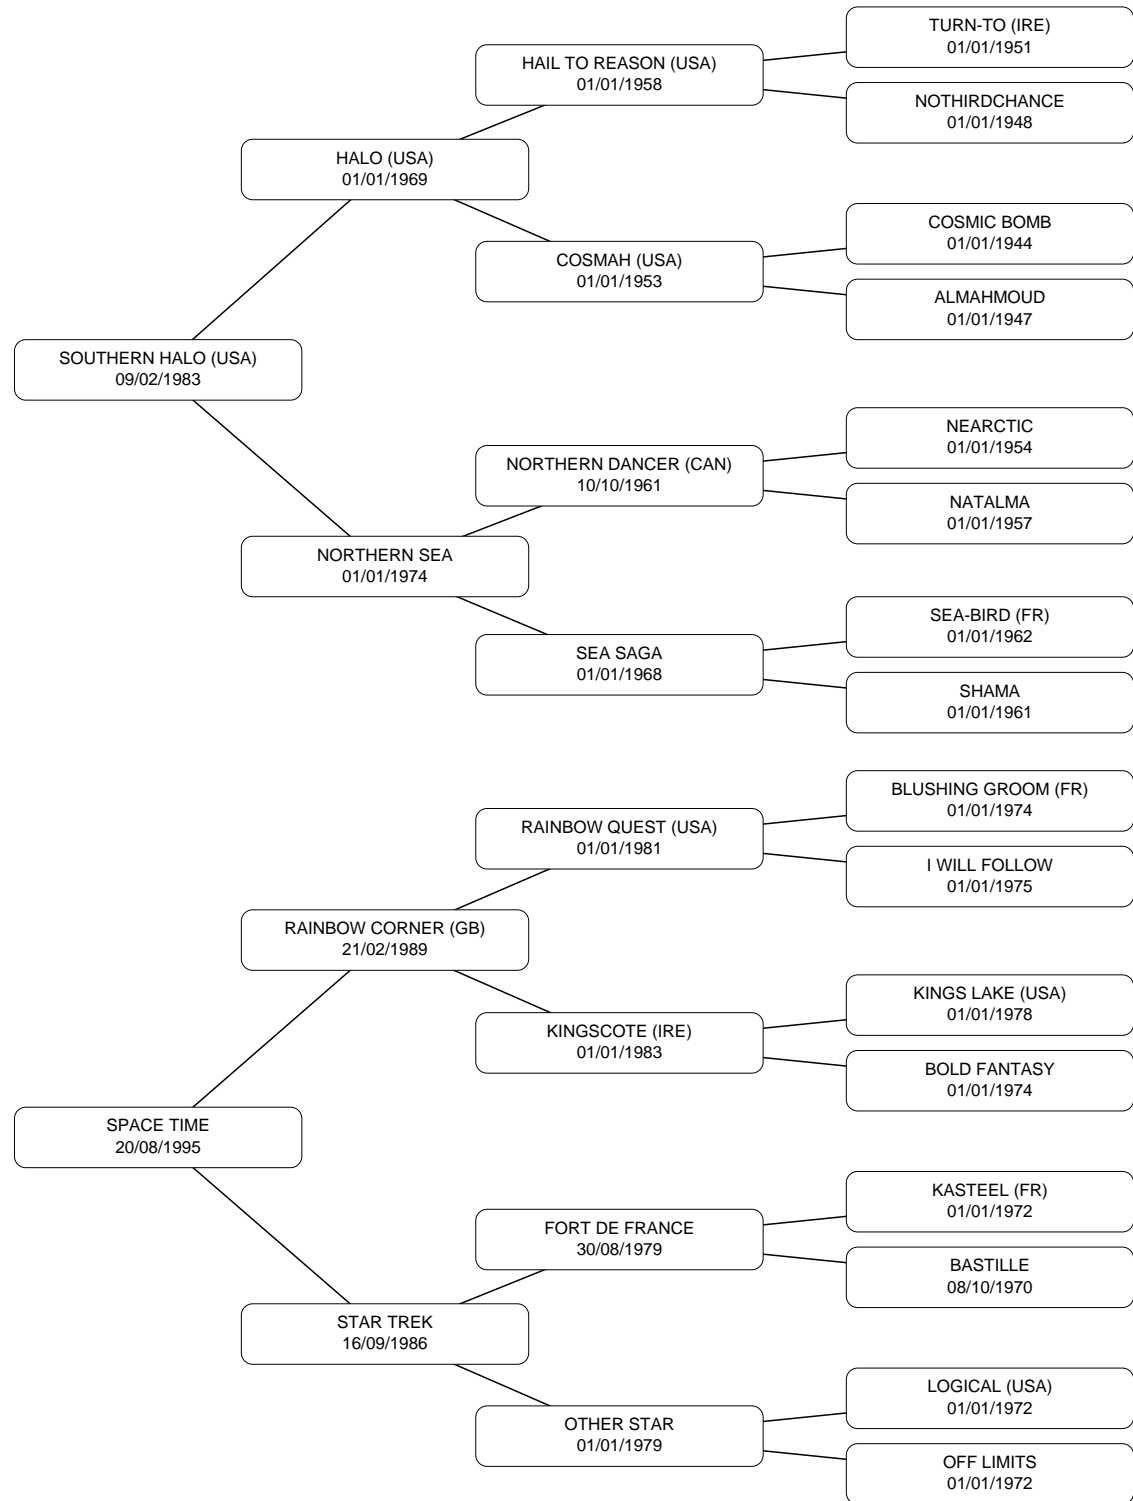 TURN-TO (IRE)
01/01/1951
HAIL TO REASON (USA)
01/01/1958
NOTHIRDCHANCE
01/01/1948
HALO (USA)
01/01/1969
COSMIC BOMB
01/01/1944
COSMAH (USA)
01/01/1953
ALMAHMOUD
01/01/1947
SOUTHERN HALO (USA)
09/02/1983
NEARCTIC
01/01/1954
NORTHERN DANCER (CAN)
10/10/1961
NATALMA
01/01/1957
NORTHERN SEA
01/01/1974
SEA-BIRD (FR)
01/01/1962
SEA SAGA
01/01/1968
SHAMA
01/01/1961
BLUSHING GROOM (FR)
01/01/1974
RAINBOW QUEST (USA)
01/01/1981
I WILL FOLLOW
01/01/1975
RAINBOW CORNER (GB)
21/02/1989
KINGS LAKE (USA)
01/01/1978
KINGSCOTE (IRE)
01/01/1983
BOLD FANTASY
01/01/1974
SPACE TIME
20/08/1995
KASTEEL (FR)
01/01/1972
FORT DE FRANCE
30/08/1979
BASTILLE
08/10/1970
STAR TREK
16/09/1986
LOGICAL (USA)
01/01/1972
OTHER STAR
01/01/1979
OFF LIMITS
01/01/1972